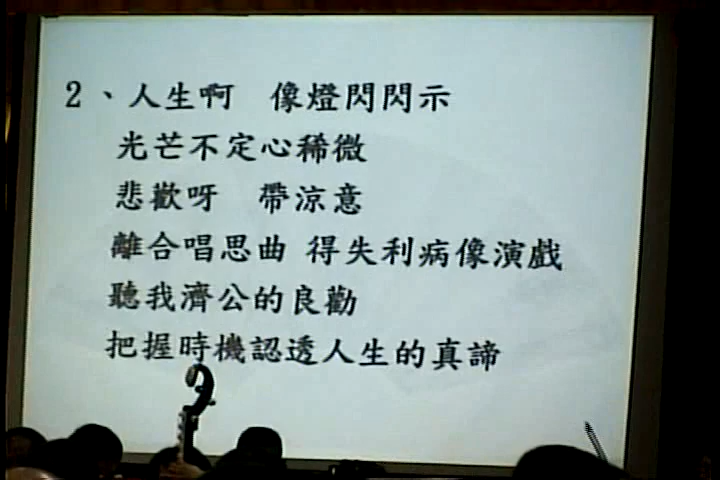 2、人生啊 像燈閃閃示
光芒不定心稀微
悲歡呀 帶涼意
離合唱思曲 得失利病像演戲
聽我濟公的良勸
把握時機認透人生的真諦